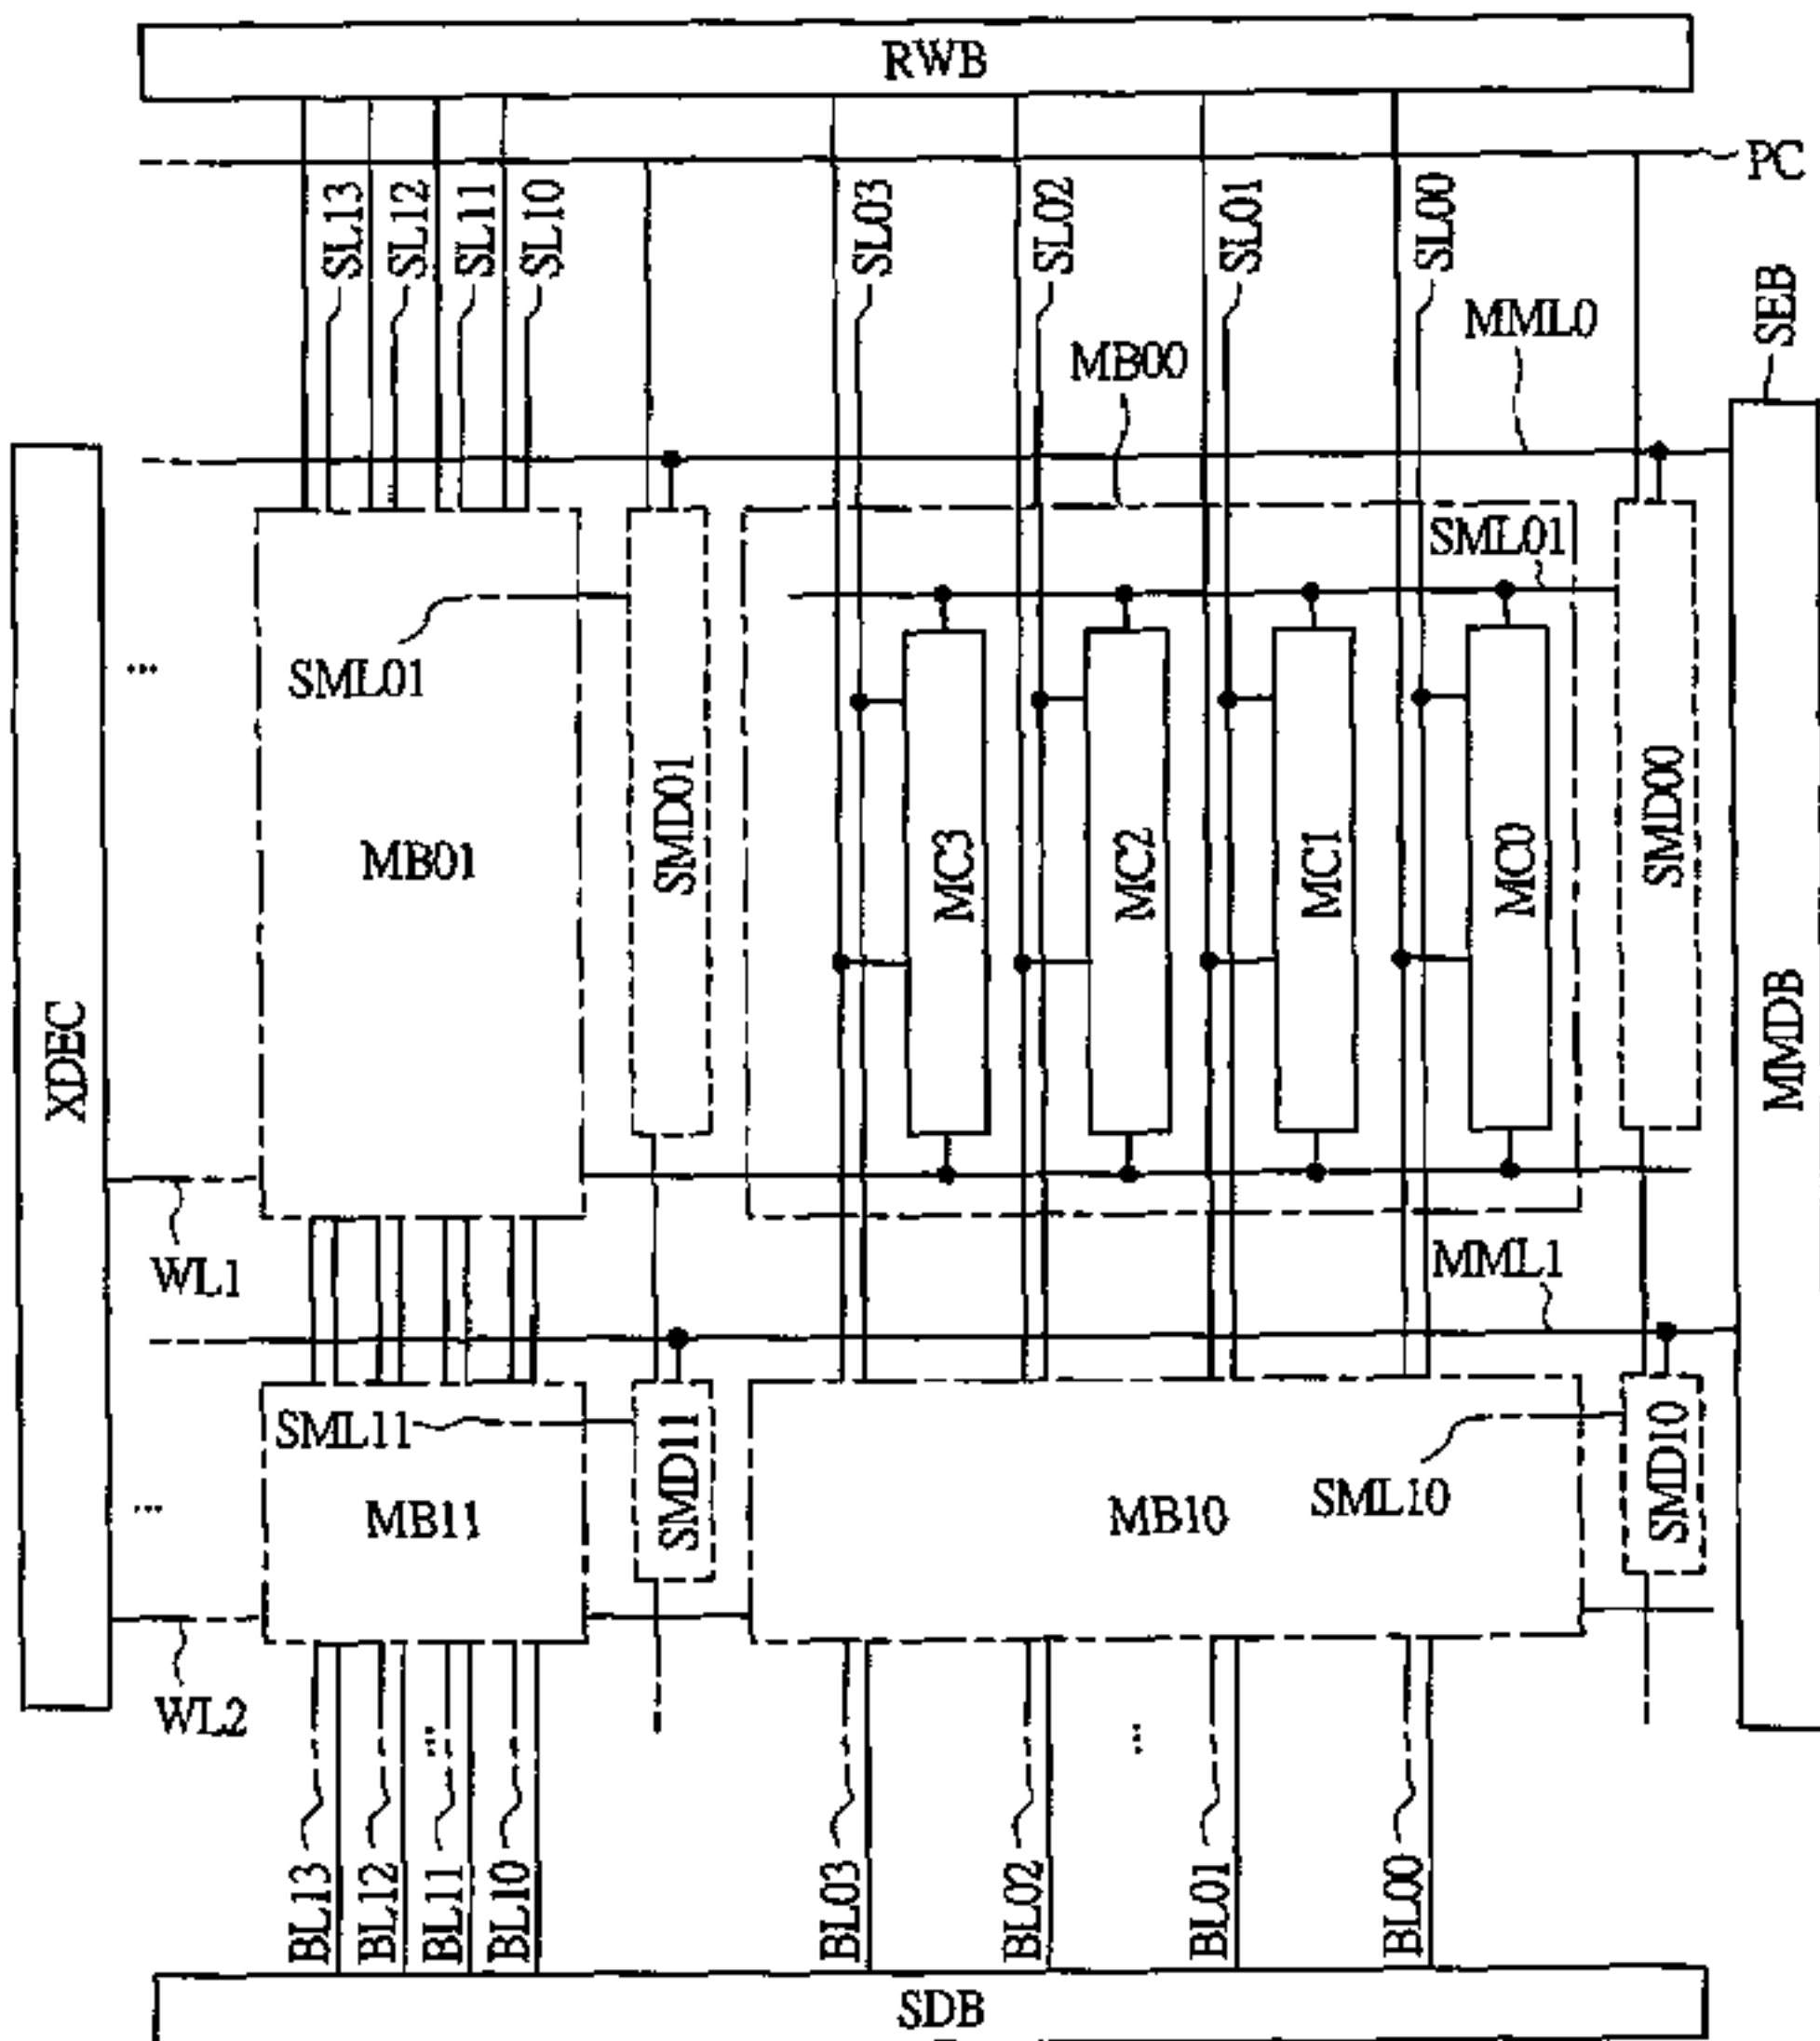 RWB
PC
SL13
SL12
SL11
SL10
SL03
SL02
SL01
SL00
SEB
MML0
MB00
SML01
SML01
...
MB01
SMD01
MC3
MC2
MC1
MC0
SMD00
XDEC
MMDB
WL1
MML1
SML11
SMD11
SML10
SMD10
...
MB11
MB10
WL2
...
...
BL13
BL12
BL11
BL10
BL03
BL02
BL01
BL00
SDB